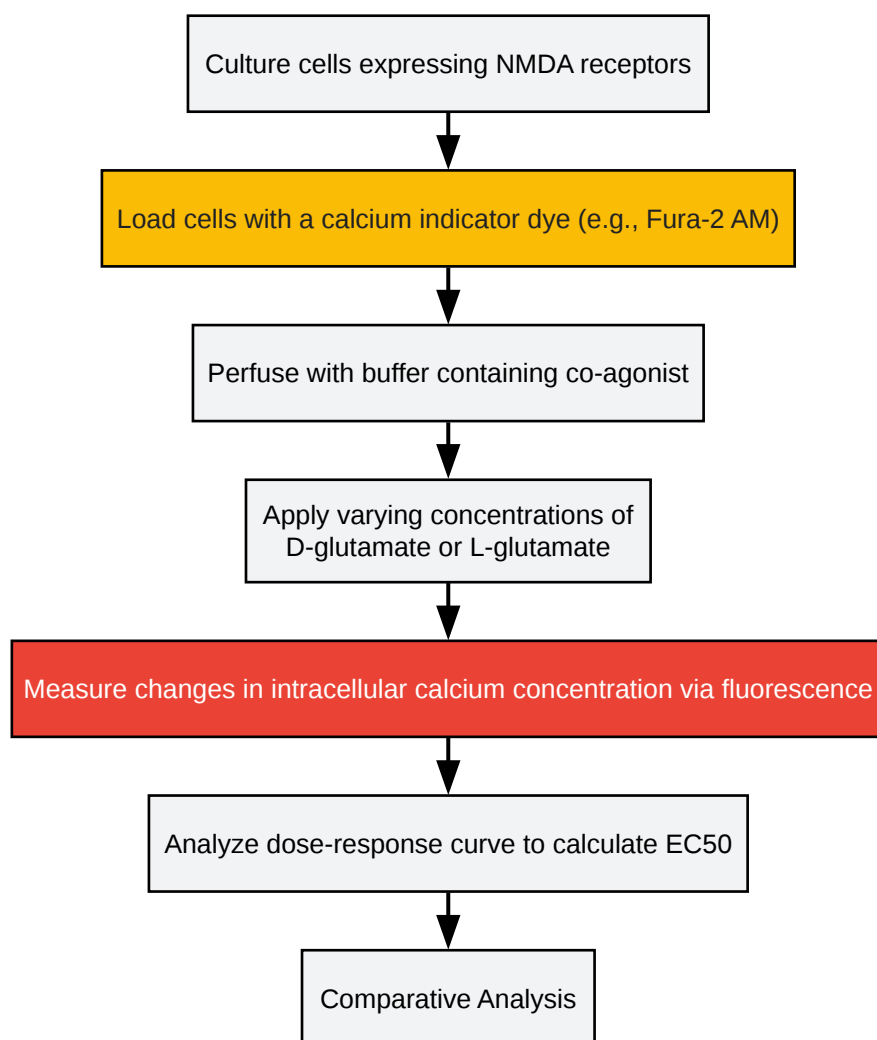 Culture cells expressing NMDA receptors
Load cells with a calcium indicator dye (e.g., Fura-2 AM)
Perfuse with buffer containing co-agonist
Apply varying concentrations of
D-glutamate or L-glutamate
Measure changes in intracellular calcium concentration via fluorescence
Analyze dose-response curve to calculate EC50
Comparative Analysis